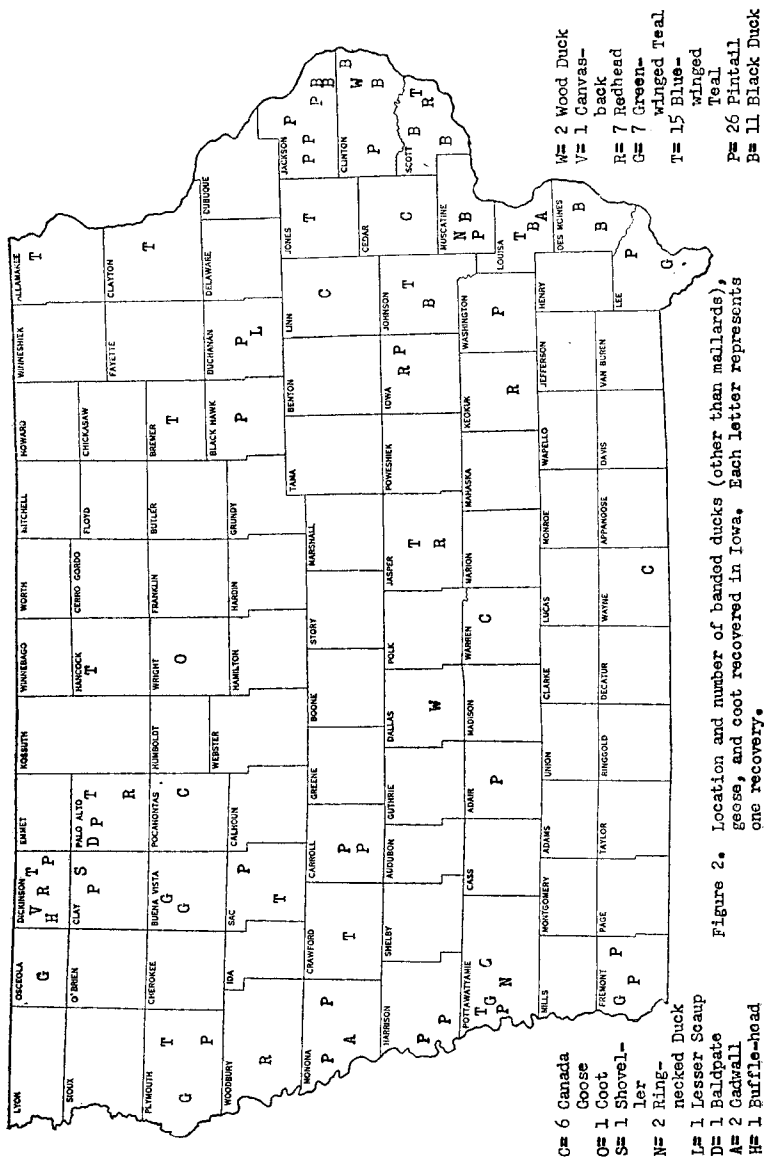 LYON
OSCEOLA
G
DICKINSON
V T
H R P
EMMET
KOSSUTH
WINNEBAGO
WORTH
MITCHELL
HOWARD
WINNESHIEK
ALLAMAKEE
T
SIOUX
O'BRIEN
CLAY
P S
PALO ALTO
D P T
R
HANCOCK
T
CERRO GORDO
FLOYD
CHICKASAW
FAYETTE
CLAYTON
T
PLYMOUTH
T
G P
CHEROKEE
BUENA VISTA
G
G
POCAHONTAS
C
HUMBOLDT
WRIGHT
O
FRANKLIN
BUTLER
BREMER
T
WOODBURY
R
IDA
SAC
P
T
CALHOUN
WEBSTER
HAMILTON
HARDIN
GRUNDY
BLACK HAWK
P
BUCHANAN
P
L
DELAWARE
DUBUQUE
MONONA
P P
A
CRAWFORD
T
CARROLL
P
P
GREENE
BOONE
STORY
MARSHALL
TAMA
BENTON
LINN
C
JONES
T
JACKSON
P P P
P B
B
HARRISON
P
P
SHELBY
AUDUBON
GUTHRIE
DALLAS
W
POLK
JASPER
T
R
POWESHIEK
IOWA
R P
JOHNSON
T
B
CEDAR
C
CLINTON
P W B
B
SCOTT
B T
R
B
MUSCATINE
N B
P
POTTAWATTAMIE
T G C
P N
CASS
ADAIR
P
MADISON
WARREN
C
MARION
MAHASKA
KEOKUK
R
WASHINGTON
P
LOUISA
T B A
MILLS
MONTGOMERY
ADAMS
UNION
CLARKE
LUCAS
MONROE
WAPELLO
JEFFERSON
HENRY
DES MOINES
B
B
FREMONT
G P P
PAGE
TAYLOR
RINGGOLD
DECATUR
WAYNE
C
APPANOOSE
DAVIS
VAN BUREN
LEE
P
G
C= 6 Canada
Goose
O= 1 Coot
S= 1 Shovel-
ler
N= 2 Ring-
necked Duck
L= 1 Lesser Scaup
D= 1 Baldpate
A= 2 Gadwall
H= 1 Buffle-head
W= 2 Wood Duck
V= 1 Canvas-
back
R= 7 Redhead
G= 7 Green-
winged Teal
T= 15 Blue-
winged
Teal
P= 26 Pintail
B= 11 Black Duck
Figure 2. Location and number of banded ducks (other than mallards),
geese, and coot recovered in Iowa. Each letter represents
one recovery.